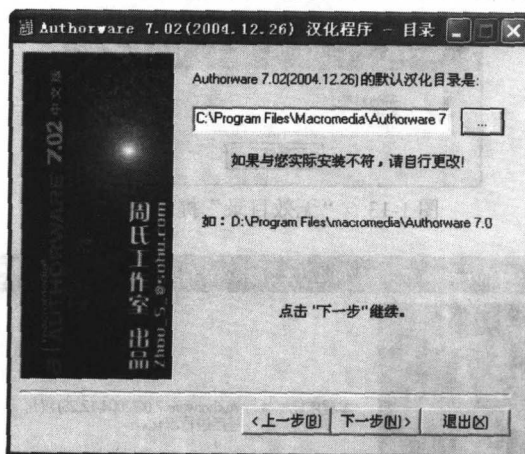 Authorware 7.02(2004.12.26) 汉化程序 - 目录
Authorware 7.02(2004.12.26)的默认汉化目录是:
C:\Program Files\Macromedia\Authorware 7
...
如果与您实际安装不符，请自行更改!
如：D:\Program Files\macromedia\Authorware 7.0
点击 "下一步"继续。
AUTHORWARE 7.02 中文版
周氏工作室 出品
Zhou_S_@sohu.com
<上一步(B)
下一步(N)>
退出(X)